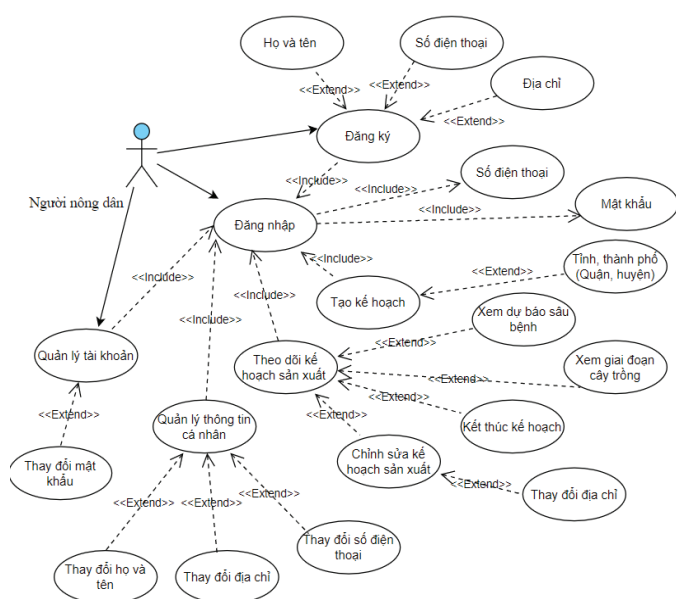 Họ và tên
Số điện thoại
<<Extend>>
<<Extend>>
Địa chỉ
<<Extend>>
Đăng ký
<<Include>>
Số điện thoại
<<Include>>
Người nông dân
Đăng nhập
<<Include>>
Mật khẩu
<<Include>>
<Include>>
Tạo kế hoạch
<<Extend>>
Tỉnh, thành phố
(Quận, huyện)
<<Include>>
<<Include>>
Xem dự báo sâu
bệnh
<<Extend>>
Quản lý tài khoản
Theo dõi kế
hoạch sản xuất
Xem giai đoạn
cây trồng
<<Extend>>
<<Extend>>
<<Extend>>
Quản lý thông tin
cá nhân
<<Extend>>
Kết thúc kế hoạch
Thay đổi mật
khẩu
Chỉnh sửa kế
hoạch sản xuất
<<Extend>>
Thay đổi địa chỉ
<<Extend>>
<<Extend>>
<<Extend>>
Thay đổi số điện
thoại
Thay đổi họ và
tên
Thay đổi địa chỉ